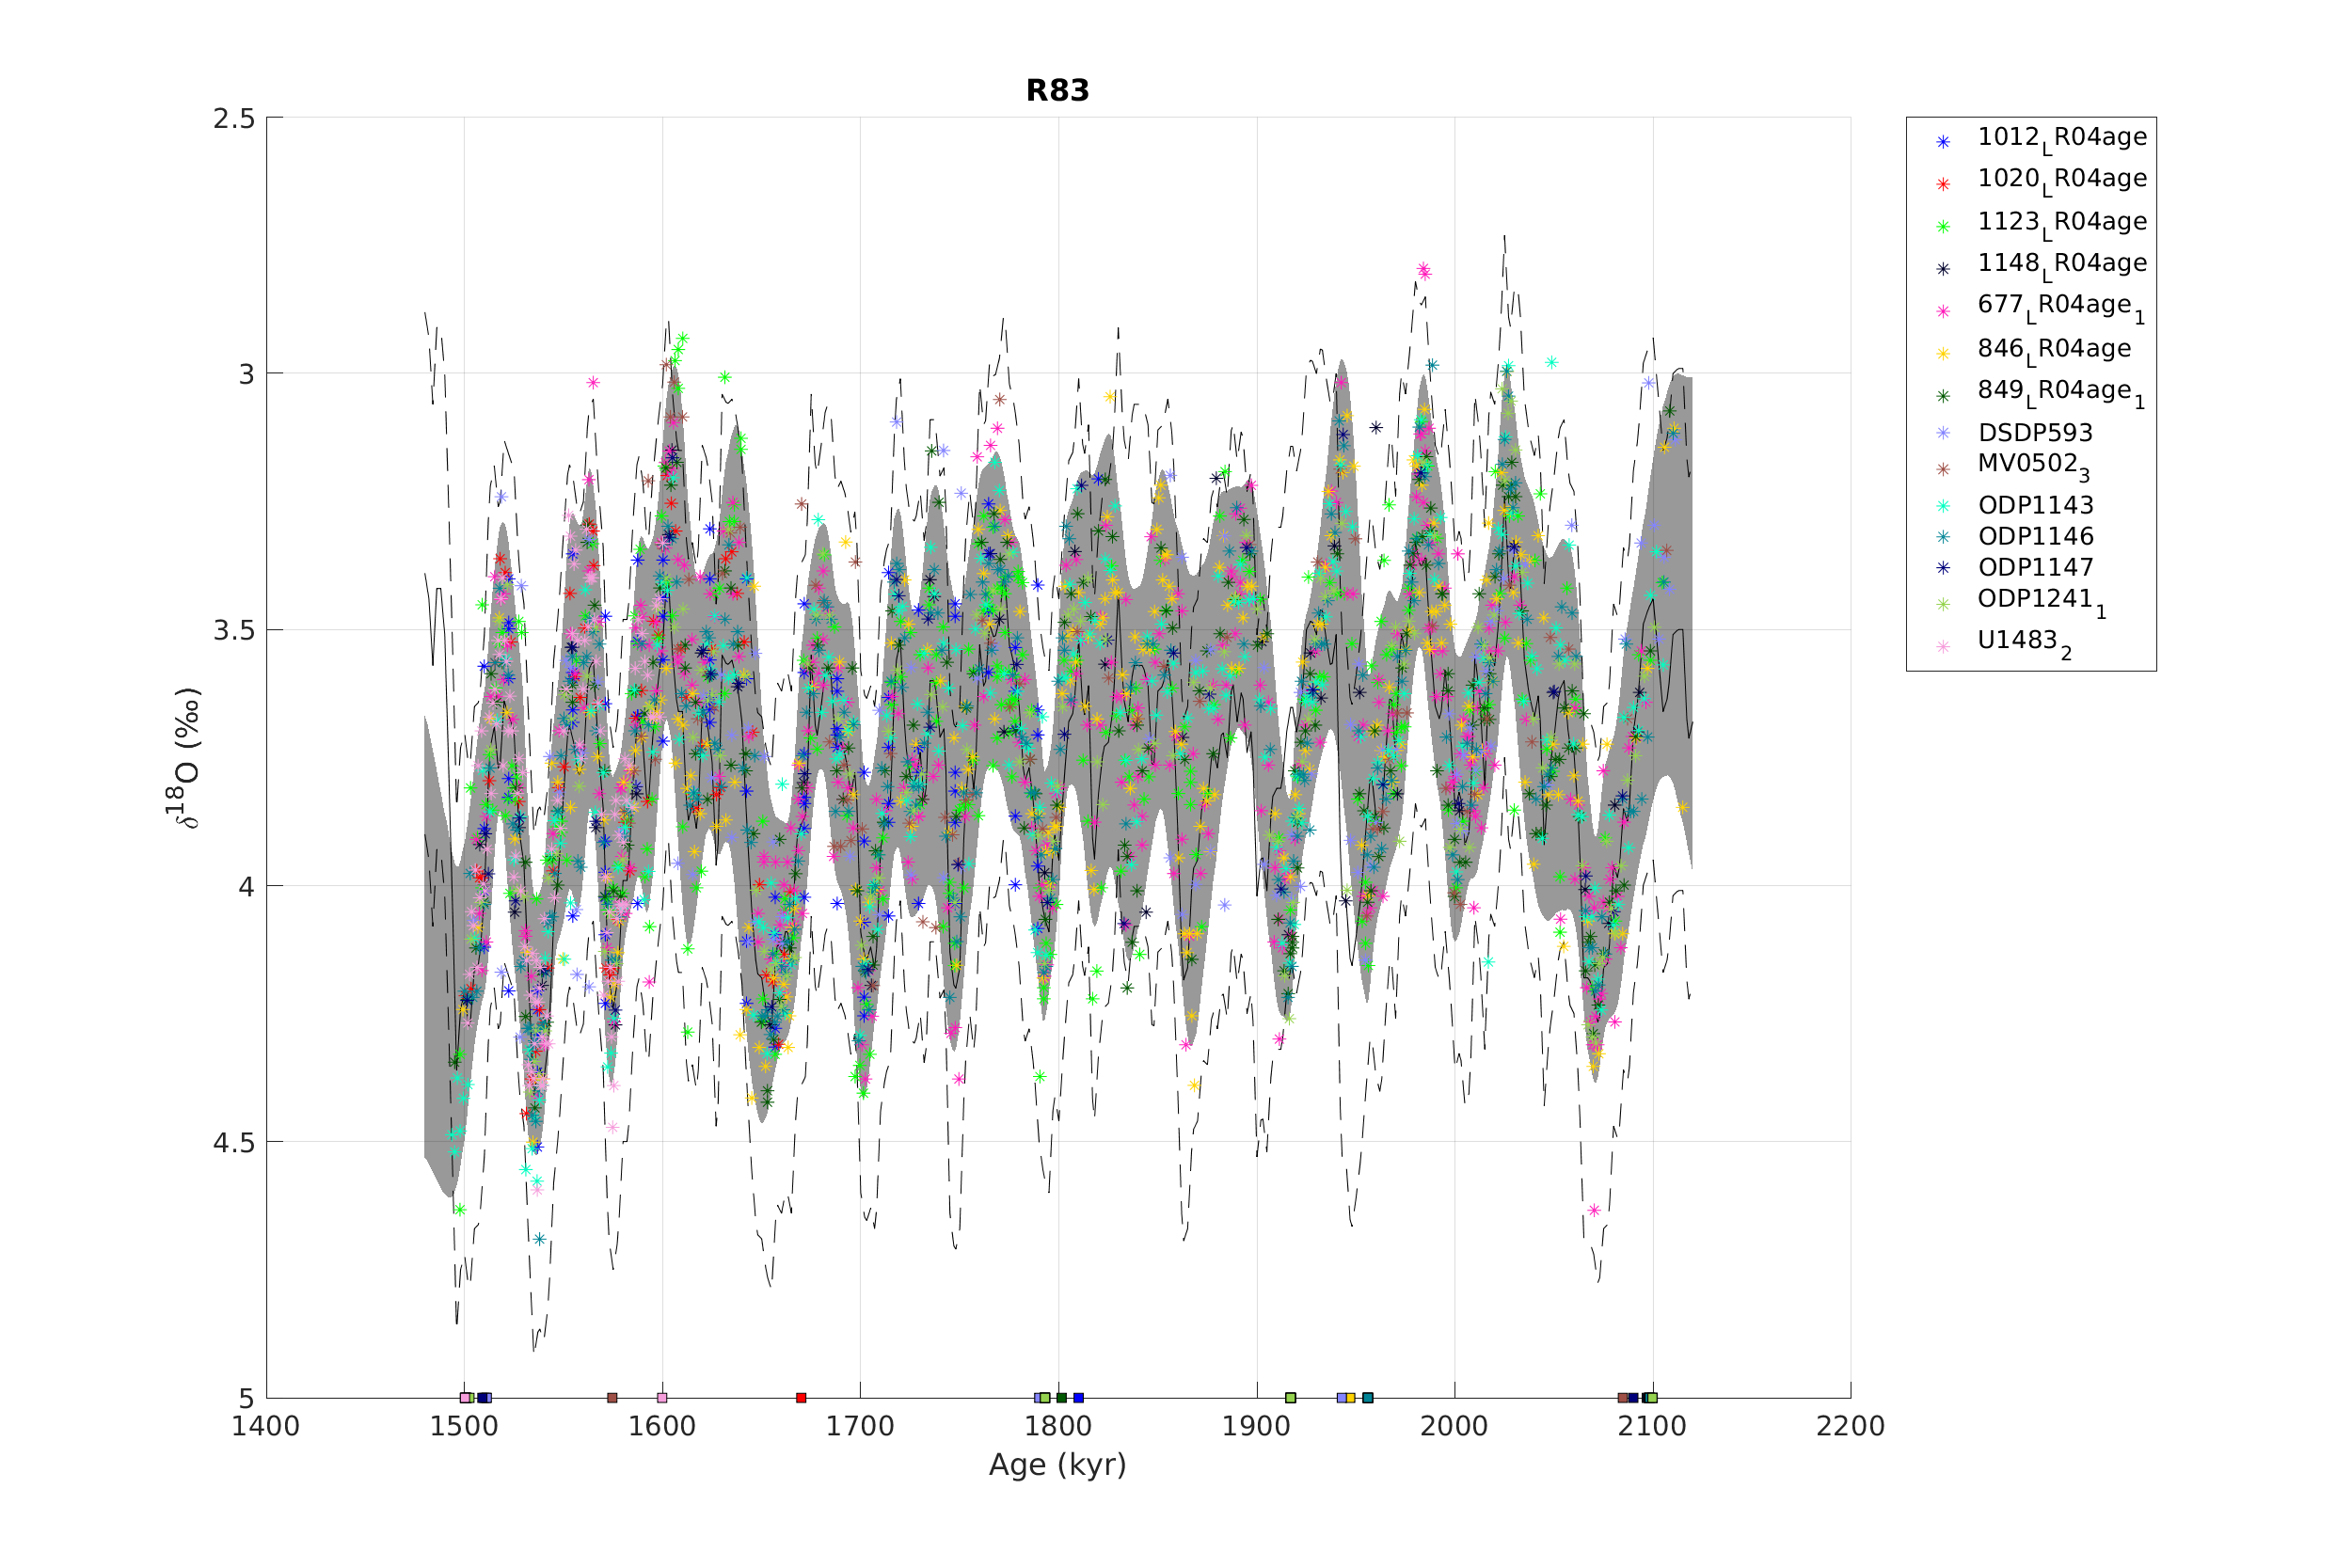 R83
2.5
3
3.5
4
4.5
5
δ18O (‰)
1400 1500 1600 1700 1800 1900 2000 2100 2200
Age (kyr)
1012LR04age
1020LR04age
1123LR04age
1148LR04age
677LR04age1
846LR04age
849LR04age1
DSDP593
MV05023
ODP1143
ODP1146
ODP1147
ODP12411
U14832